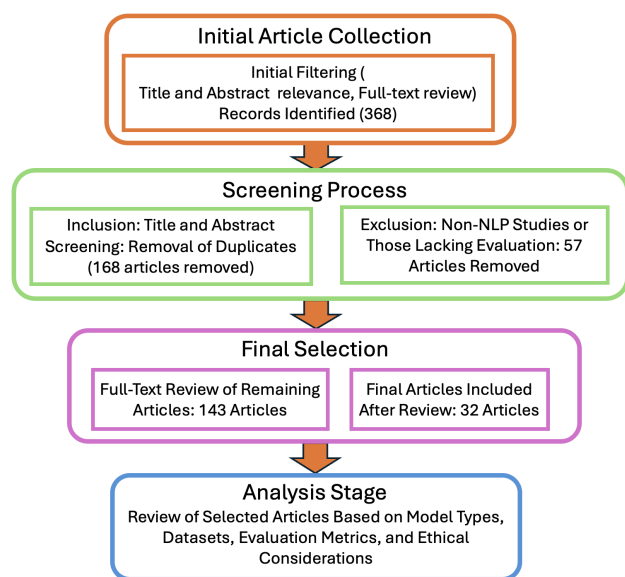 Initial Article Collection
Initial Filtering (
Title and Abstract relevance, Full-text review)
Records Identified (368)
Screening Process
Inclusion: Title and Abstract
Screening: Removal of Duplicates
(168 articles removed)
Exclusion: Non-NLP Studies or
Those Lacking Evaluation: 57
Articles Removed
Final Selection
Full-Text Review of Remaining
Articles: 143 Articles
Final Articles Included
After Review: 32 Articles
Analysis Stage
Review of Selected Articles Based on Model Types,
Datasets, Evaluation Metrics, and Ethical
Considerations